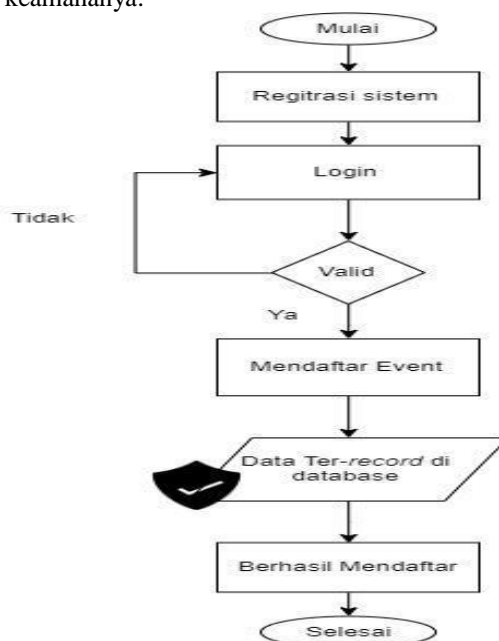 keamananya.
Mulai
Regitrasi sistem
Login
Tidak
Valid
Ya
Mendaftar Event
Data Ter-record di
database
Berhasil Mendaftar
Selesai